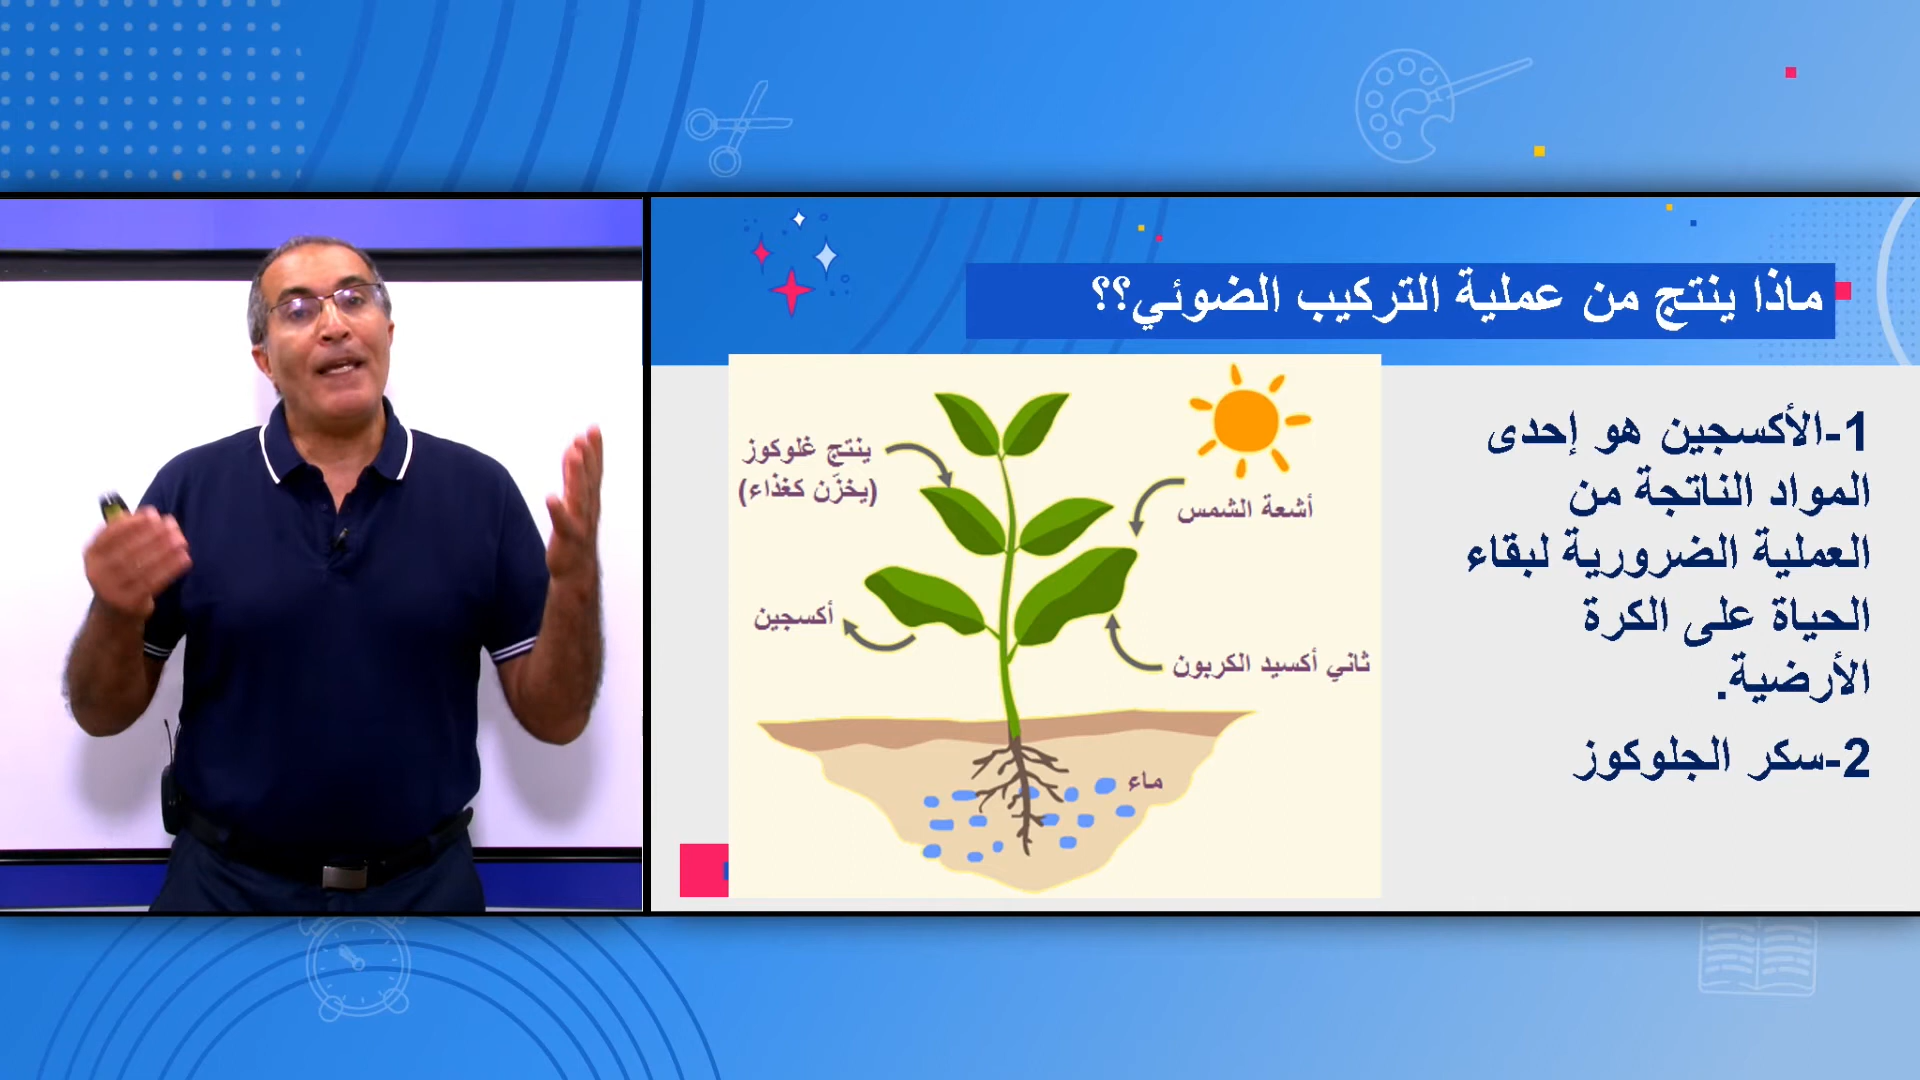 ماذا ينتج من عملية التركيب الضوئي؟؟
1-الأكسجين هو إحدى
المواد الناتجة من
العملية الضرورية لبقاء
الحياة على الكرة
الأرضية.
2-سكر الجلوكوز
ينتج غلوكوز
(يخزّن كغذاء)
أشعة الشمس
أكسجين
ثاني أكسيد الكربون
ماء